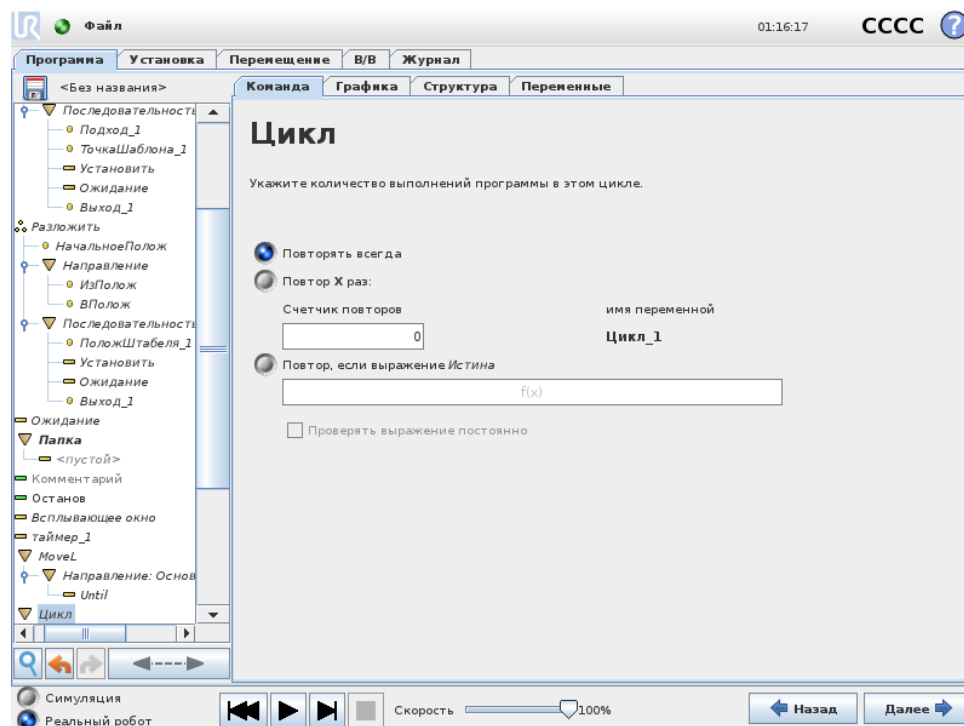 UR Файл 01:16:17 CCCC ?
Программа Установка Перемещение В/В Журнал
<Без названия>
Команда Графика Структура Переменные
Последовательность
Подход_1
ТочкаШаблона_1
Установить
Ожидание
Выход_1
Разложить
НачальноеПолож
Направление
ИзПолож
ВПолож
Последовательность
ПоложШтабеля_1
Установить
Ожидание
Выход_1
Ожидание
Папка
<пустой>
Комментарий
Останов
Всплывающее окно
таймер_1
MoveL
Направление: Основ
Until
Цикл
Цикл
Укажите количество выполнений программы в этом цикле.
Повторять всегда
Повтор X раз:
Счетчик повторов имя переменной
0 Цикл_1
Повтор, если выражение Истина
f(x)
Проверять выражение постоянно
Симуляция
Реальный робот
Скорость 100%
Назад Далее